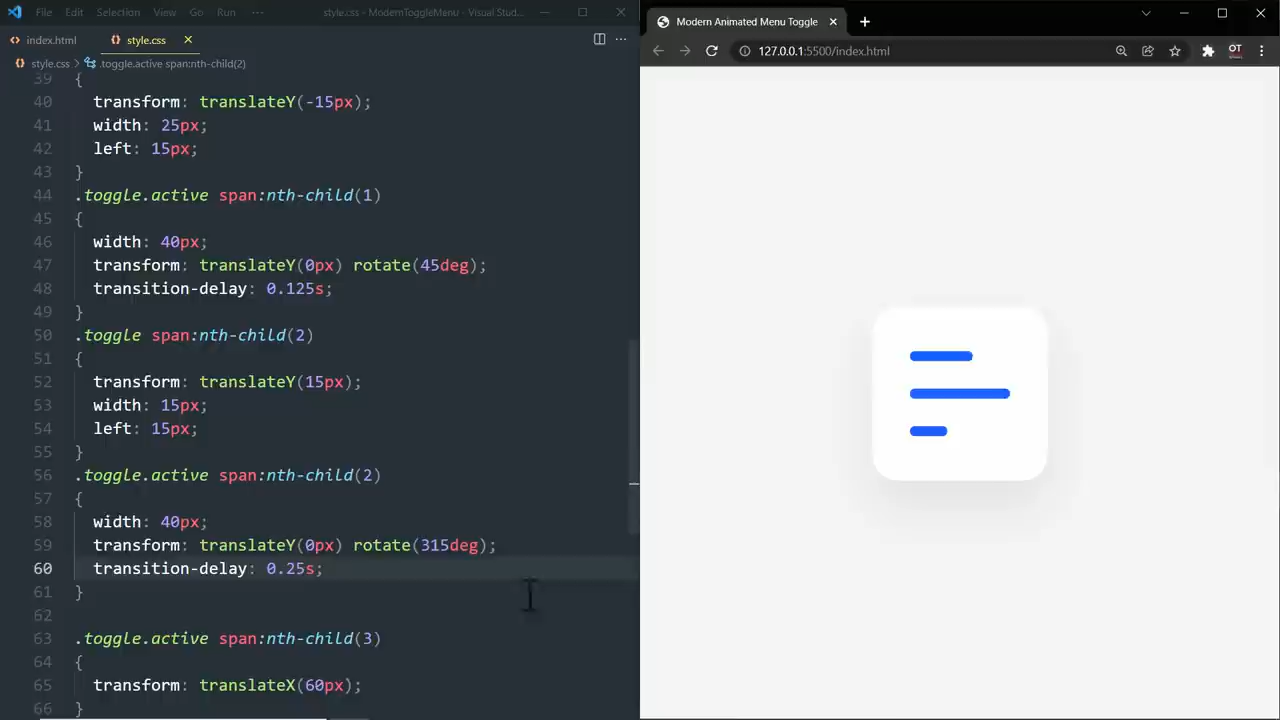 File Edit Selection View Go Run ··· style.css - ModernToggleMenu - Visual Stud...
index.html style.css
style.css > .toggle.active span:nth-child(2)
39 {
40 transform: translateY(-15px);
41 width: 25px;
42 left: 15px;
43 }
44 .toggle.active span:nth-child(1)
45 {
46 width: 40px;
47 transform: translateY(0px) rotate(45deg);
48 transition-delay: 0.125s;
49 }
50 .toggle span:nth-child(2)
51 {
52 transform: translateY(15px);
53 width: 15px;
54 left: 15px;
55 }
56 .toggle.active span:nth-child(2)
57 {
58 width: 40px;
59 transform: translateY(0px) rotate(315deg);
60 transition-delay: 0.25s;
61 }
62
63 .toggle.active span:nth-child(3)
64 {
65 transform: translateX(60px);
66 }
Modern Animated Menu Toggle
127.0.0.1:5500/index.html
OT